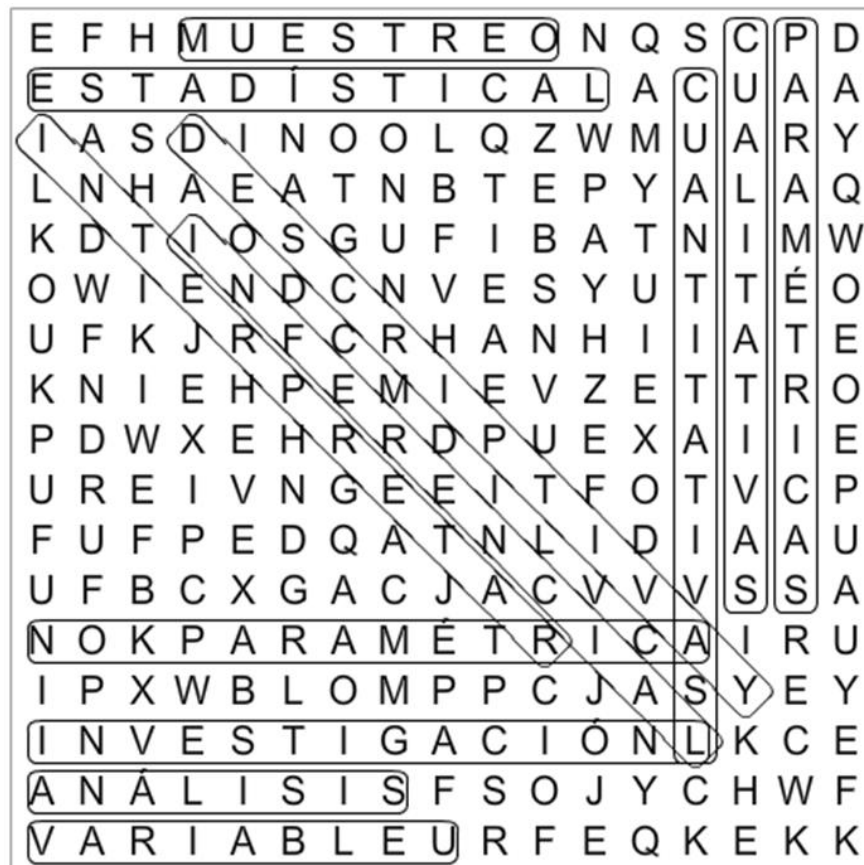 E F H M U E S T R E O N Q S C P D
E S T A D Í S T I C A L A C U A A
I A S D I N O O L Q Z W M U A R Y
L N H A E A T N B T E P Y A L A Q
K D T I O S G U F I B A T N I M W
O W I E N D C N V E S Y U T T É O
U F K J R F C R H A N H I I A T E
K N I E H P E M I E V Z E T T R O
P D W X E H R R D P U E X A I I E
U R E I V N G E E I T F O T V C P
F U F P E D Q A T N L I D I A A U
U F B C X G A C J A C V V V S S A
N O K P A R A M É T R I C A I R U
I P X W B L O M P P C J A S Y E Y
I N V E S T I G A C I Ó N L K C E
A N Á L I S I S F S O J Y C H W F
V A R I A B L E U R F E Q K E K K